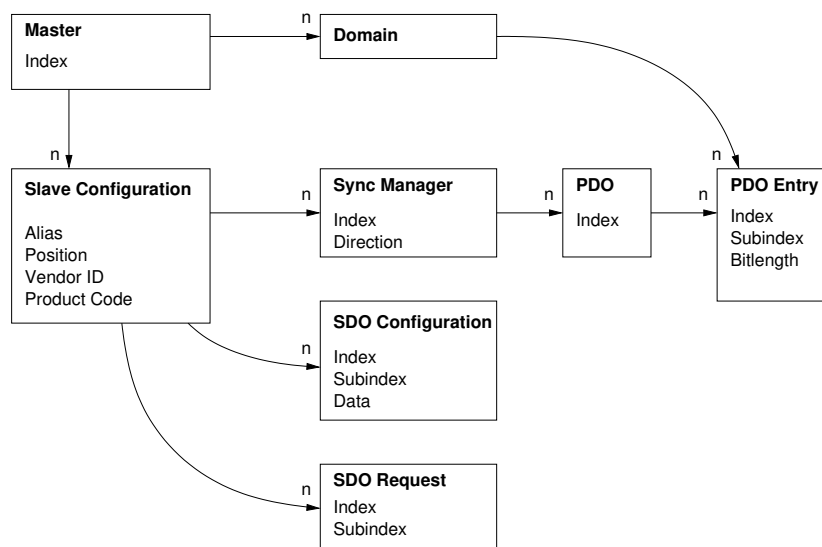 Master
Index
n
Domain
n
n
Slave Configuration
Alias
Position
Vendor ID
Product Code
n
Sync Manager
Index
Direction
n
PDO
Index
n
PDO Entry
Index
Subindex
Bitlength
n
SDO Configuration
Index
Subindex
Data
n
SDO Request
Index
Subindex